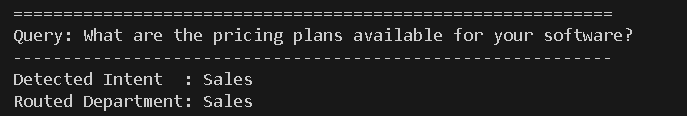 ============================================================
Query: What are the pricing plans available for your software?
------------------------------------------------------------
Detected Intent  : Sales
Routed Department: Sales